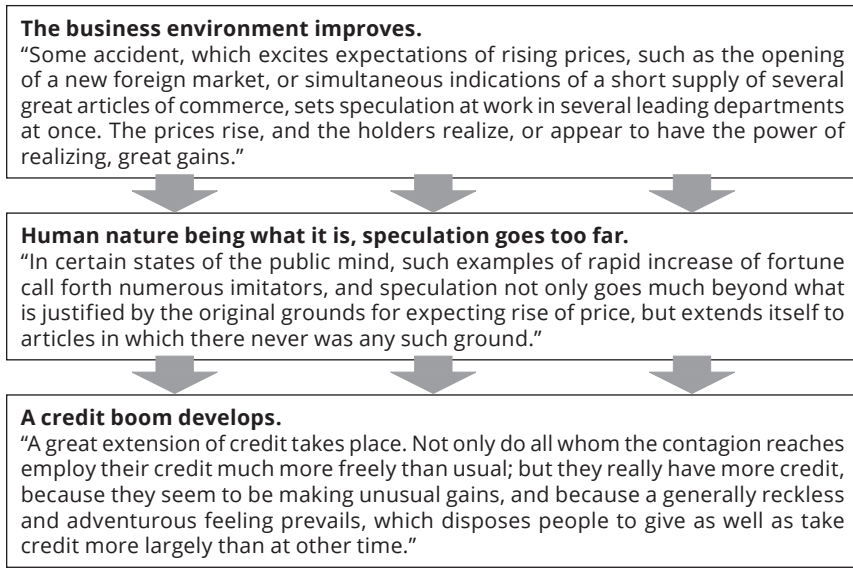 The business environment improves.
“Some accident, which excites expectations of rising prices, such as the opening
of a new foreign market, or simultaneous indications of a short supply of several
great articles of commerce, sets speculation at work in several leading departments
at once. The prices rise, and the holders realize, or appear to have the power of
realizing, great gains.”
Human nature being what it is, speculation goes too far.
“In certain states of the public mind, such examples of rapid increase of fortune
call forth numerous imitators, and speculation not only goes much beyond what
is justified by the original grounds for expecting rise of price, but extends itself to
articles in which there never was any such ground.”
A credit boom develops.
“A great extension of credit takes place. Not only do all whom the contagion reaches
employ their credit much more freely than usual; but they really have more credit,
because they seem to be making unusual gains, and because a generally reckless
and adventurous feeling prevails, which disposes people to give as well as take
credit more largely than at other time.”